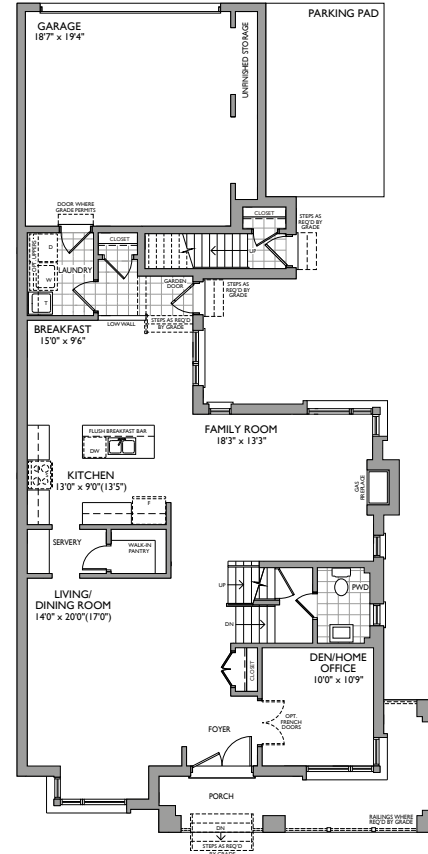 PARKING PAD
GARAGE
18'7" x 19'4"
UNFINISHED STORAGE
DOOR WHERE
GRADE PERMITS
CLOSET
STEPS AS
REQ'D BY
GRADE
CLOSET
UP
OPT. UPPERS
D
W
T
LAUNDRY
GARDEN
DOOR
STEPS AS
REQ'D BY
GRADE
LOW WALL
STEPS AS REQ'D
BY GRADE
BREAKFAST
15'0" x 9'6"
FLUSH BREAKFAST BAR
DW
FAMILY ROOM
18'3" x 13'3"
GAS
FIREPLACE
KITCHEN
13'0" x 9'0"(13'5")
F
SERVERY
WALK-IN
PANTRY
UP
DN
PWD
LIVING/
DINING ROOM
14'0" x 20'0"(17'0")
CLOSET
DEN/HOME
OFFICE
10'0" x 10'9"
OPT.
FRENCH
DOORS
FOYER
PORCH
DN
STEPS AS REQ'D
BY GRADE
RAILINGS WHERE
REQ'D BY GRADE